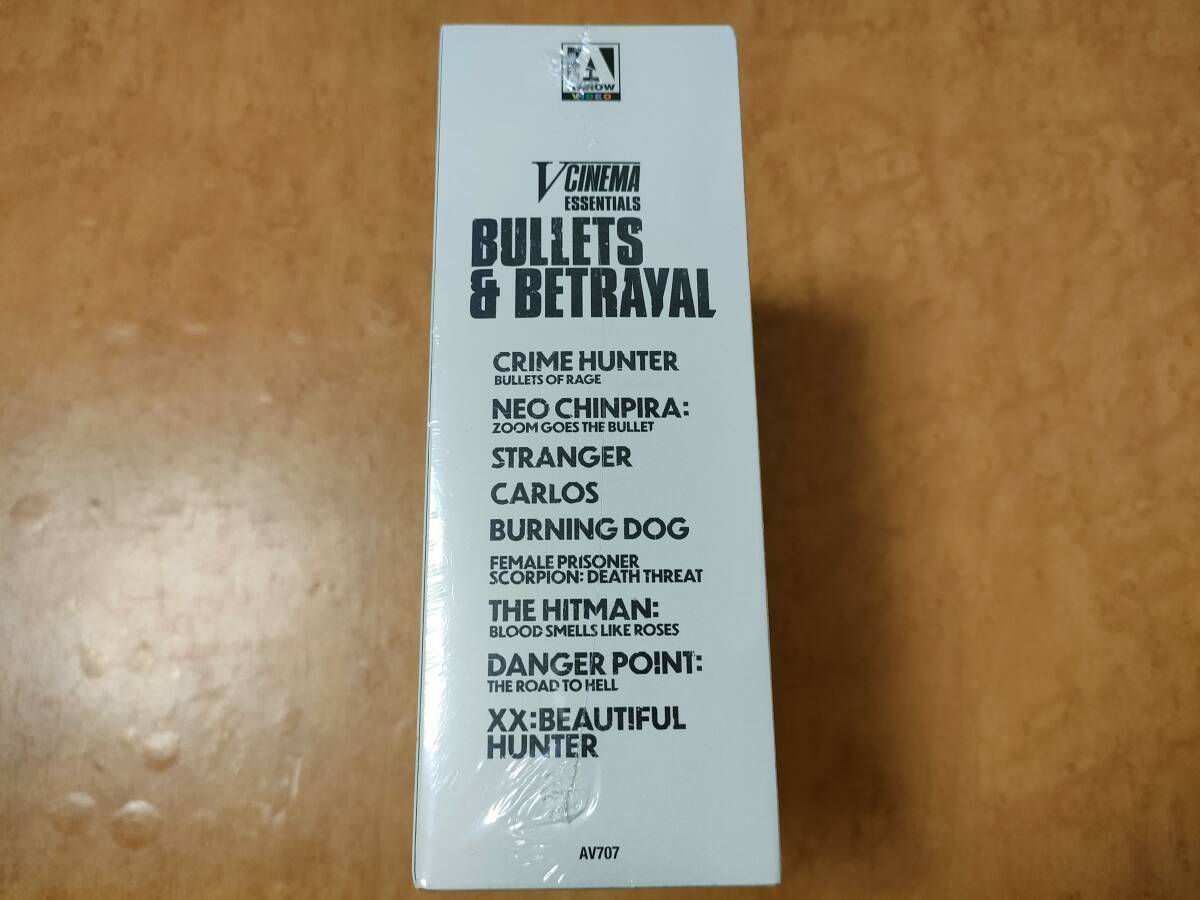 ARROW
VIDEO
V CINEMA
ESSENTIALS
BULLETS
& BETRAYAL
CRIME HUNTER
BULLETS OF RAGE
NEO CHINPIRA:
ZOOM GOES THE BULLET
STRANGER
CARLOS
BURNING DOG
FEMALE PRISONER
SCORPION: DEATH THREAT
THE HITMAN:
BLOOD SMELLS LIKE ROSES
DANGER POINT:
THE ROAD TO HELL
XX:BEAUTIFUL
HUNTER
AV707